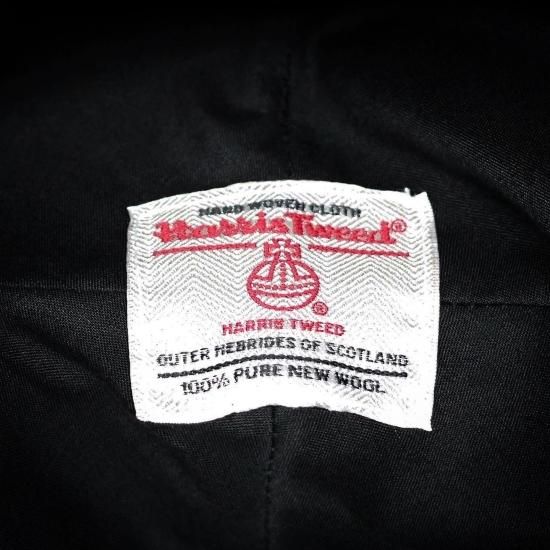 HAND WOVEN CLOTH
Harris Tweed®
®
HARRIS TWEED
OUTER HEBRIDES OF SCOTLAND
100% PURE NEW WOOL